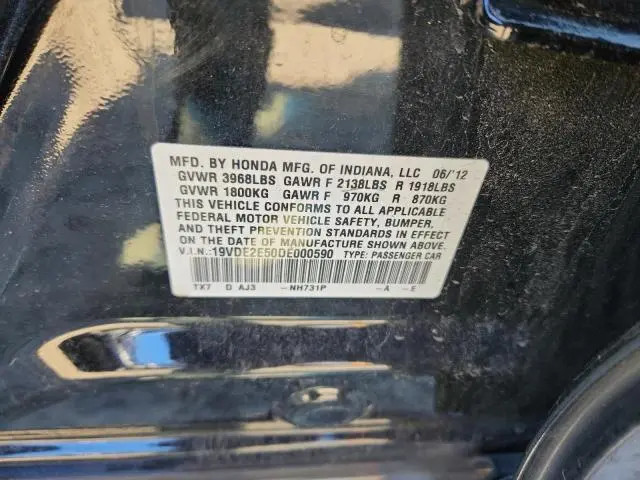 MFD. BY HONDA MFG. OF INDIANA, LLC 06/'12
GVWR 3968LBS GAWR F 2138LBS R 1918LBS
GVWR 1800KG GAWR F 970KG R 870KG
THIS VEHICLE CONFORMS TO ALL APPLICABLE
FEDERAL MOTOR VEHICLE SAFETY, BUMPER,
AND THEFT PREVENTION STANDARDS IN EFFECT
ON THE DATE OF MANUFACTURE SHOWN ABOVE.
V.I.N.:19VDE2E50DE000590 TYPE: PASSENGER CAR
TX7 D AJ3 -NH731P -A -E